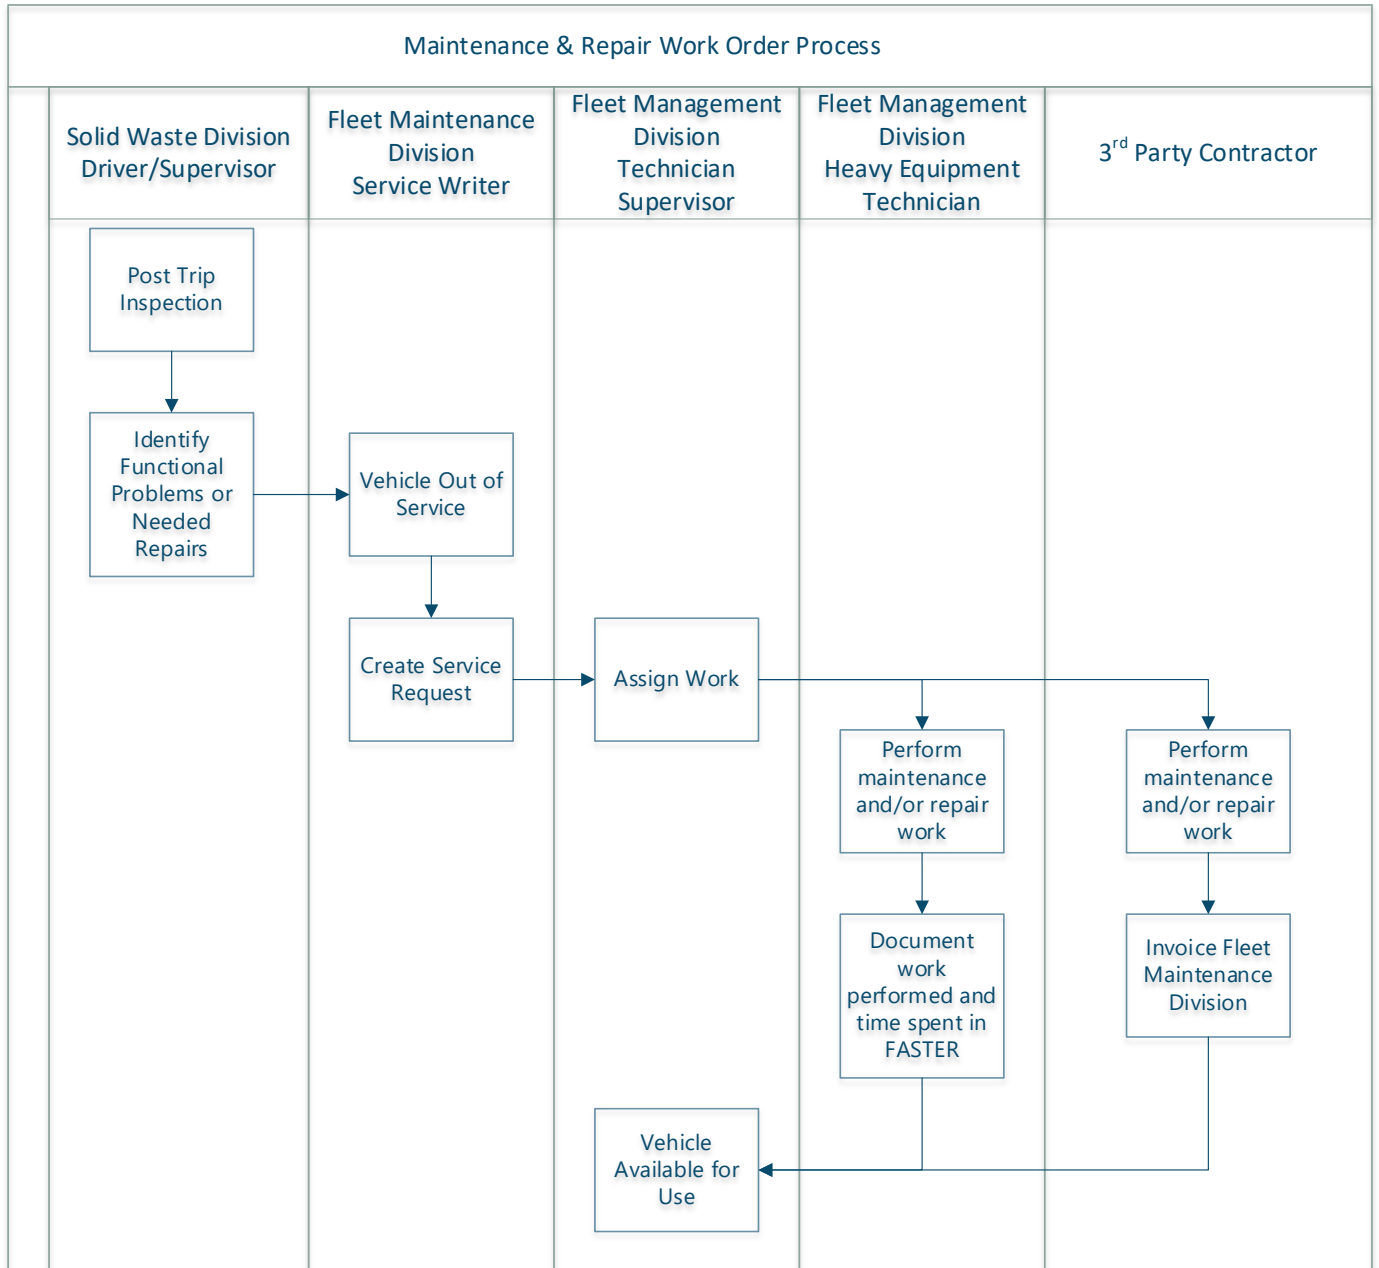 Maintenance & Repair Work Order Process
Solid Waste Division
Driver/Supervisor
Fleet Maintenance
Division
Service Writer
Fleet Management
Division
Technician
Supervisor
Fleet Management
Division
Heavy Equipment
Technician
3rd Party Contractor
Post Trip
Inspection
Identify
Functional
Problems or
Needed
Repairs
Vehicle Out of
Service
Create Service
Request
Assign Work
Perform
maintenance
and/or repair
work
Perform
maintenance
and/or repair
work
Document
work
performed and
time spent in
FASTER
Invoice Fleet
Maintenance
Division
Vehicle
Available for
Use